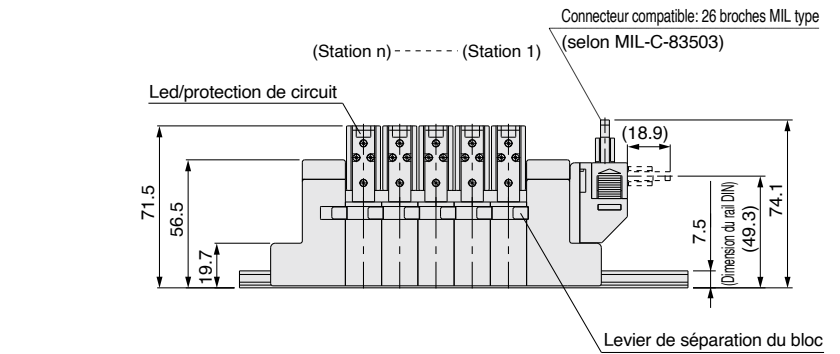 Connecteur compatible: 26 broches MIL type
(selon MIL-C-83503)
(Station n) (Station 1)
Led/protection de circuit
(18.9)
71.5
56.5
19.7
7.5
(Dimension du rail DIN)
(49.3)
74.1
Levier de séparation du bloc